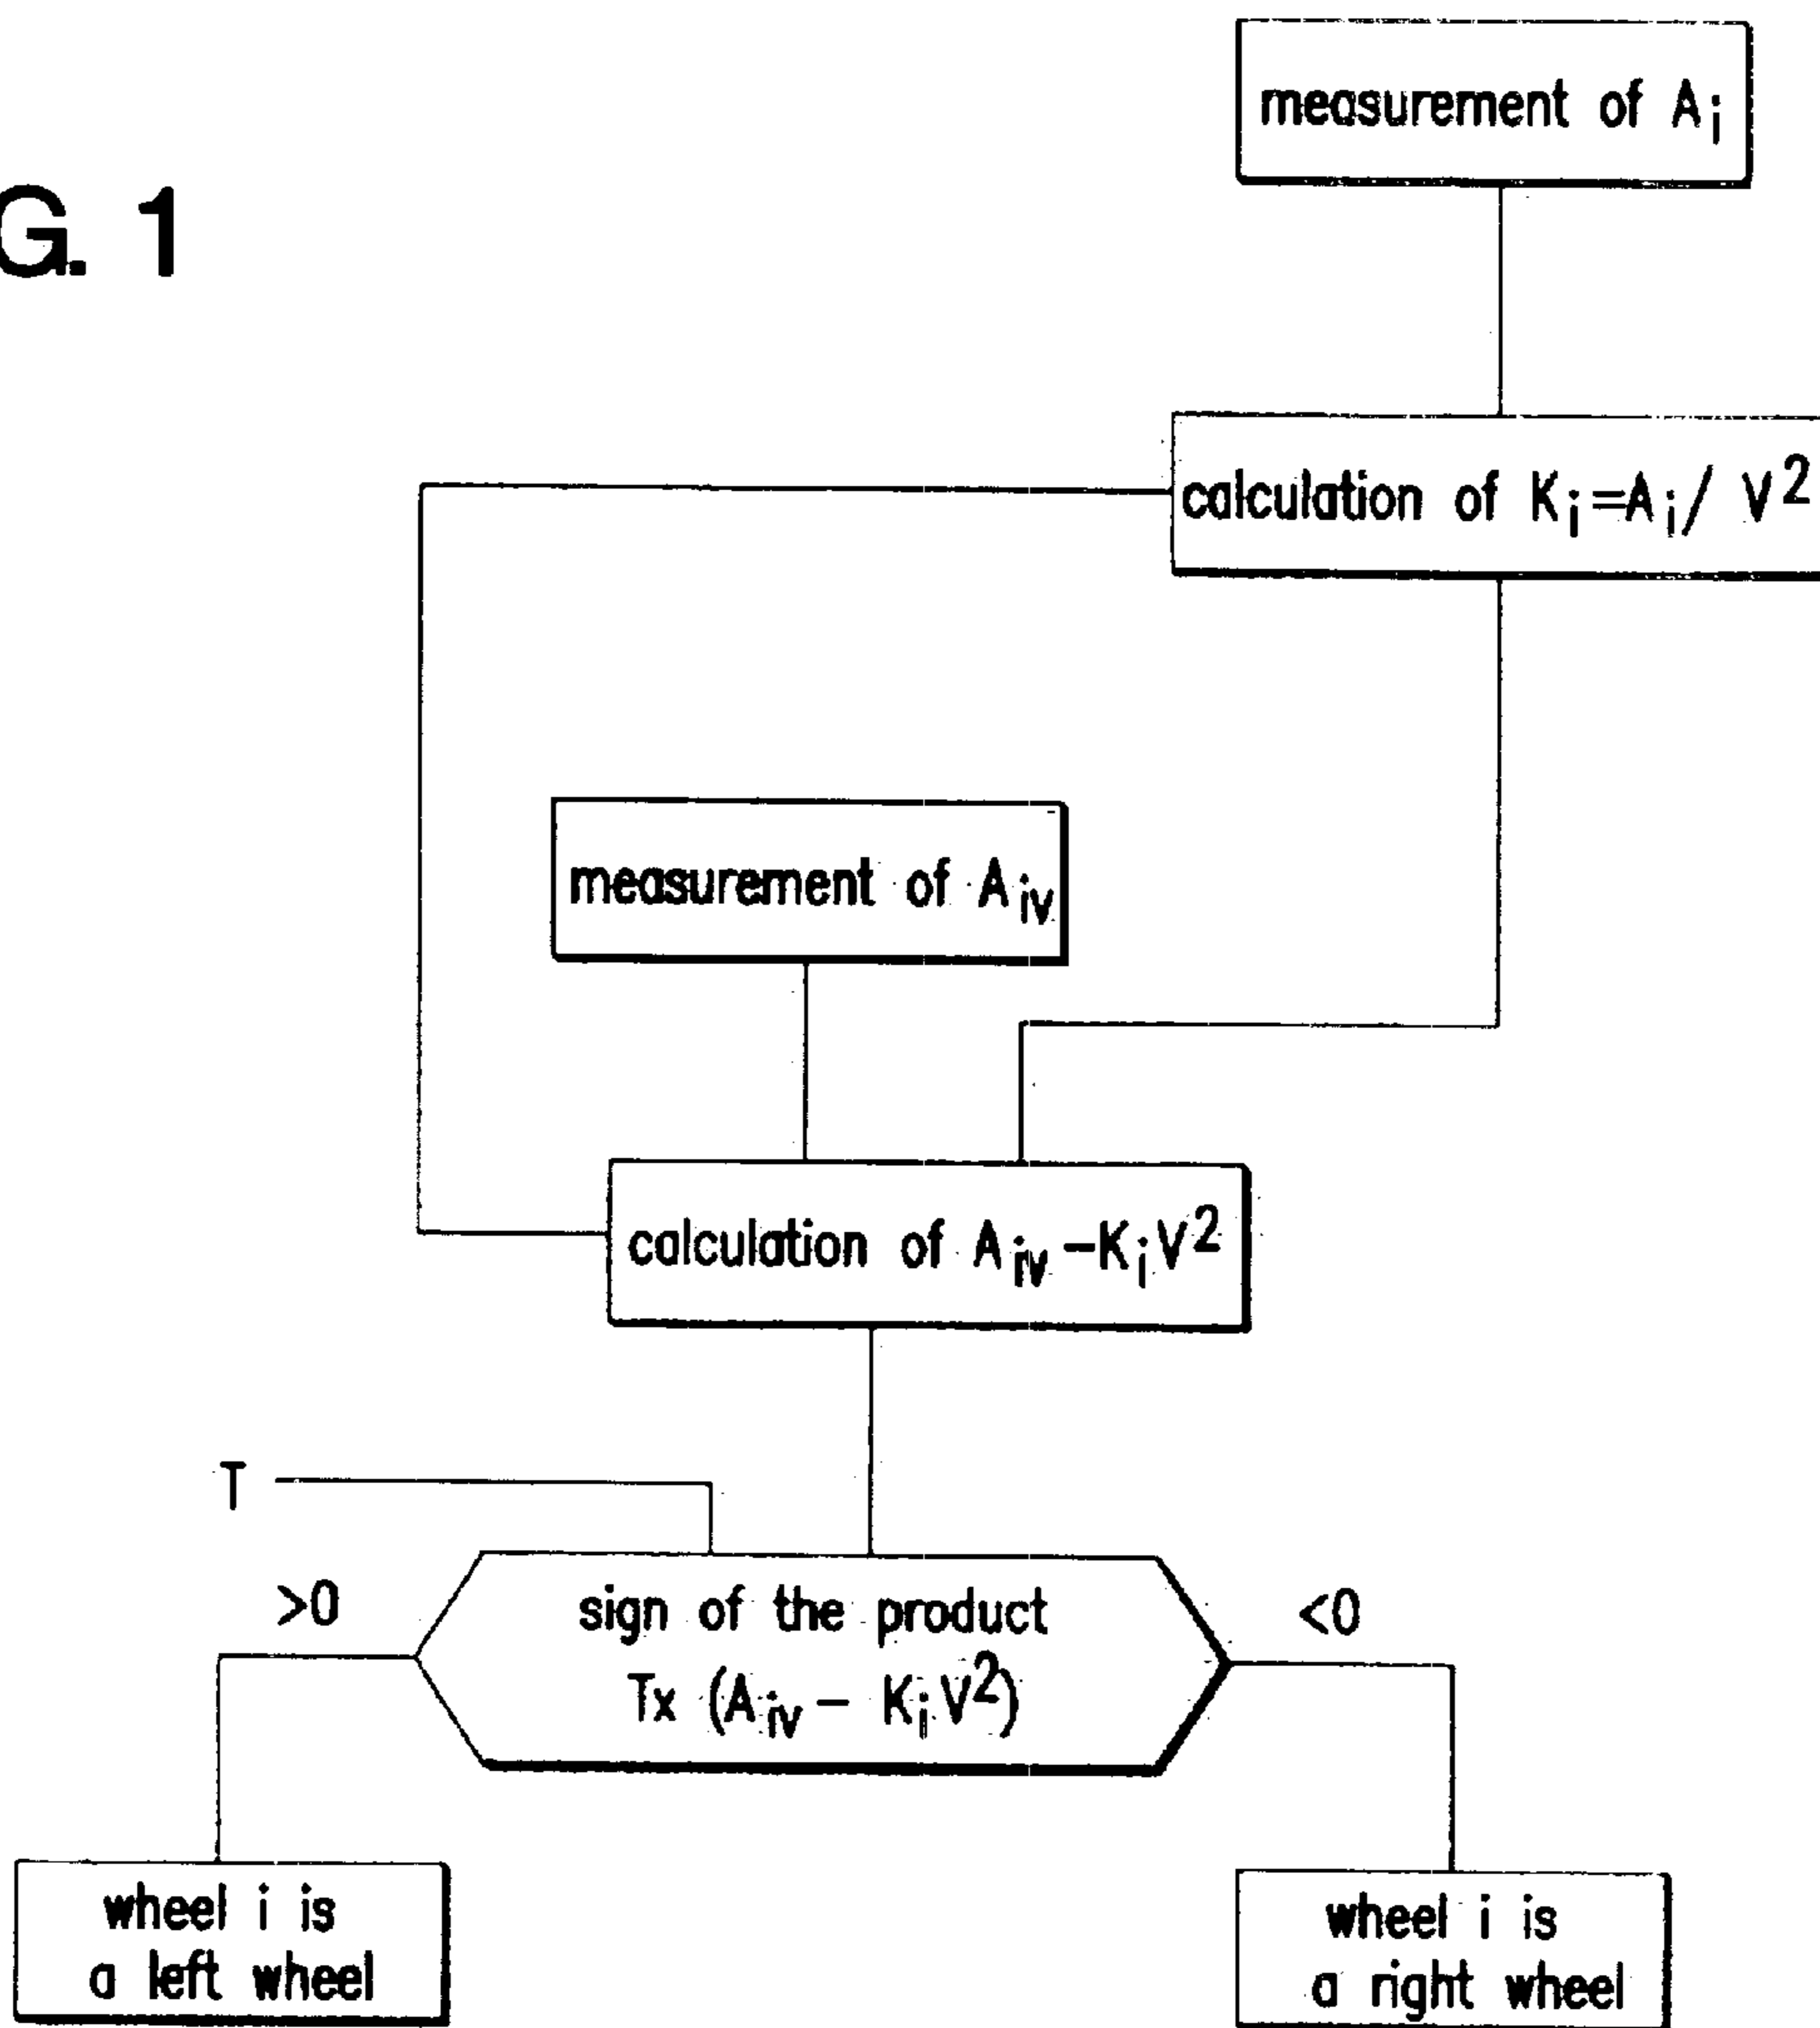 G. 1
measurement of Ai
calculation of Ki=Ai/ V²
measurement of Aiv
calculation of Aiv -KiV²
T
>0
sign of the product
Tx (Aiv - KiV²)
<0
wheel i is
a left wheel
wheel i is
a right wheel